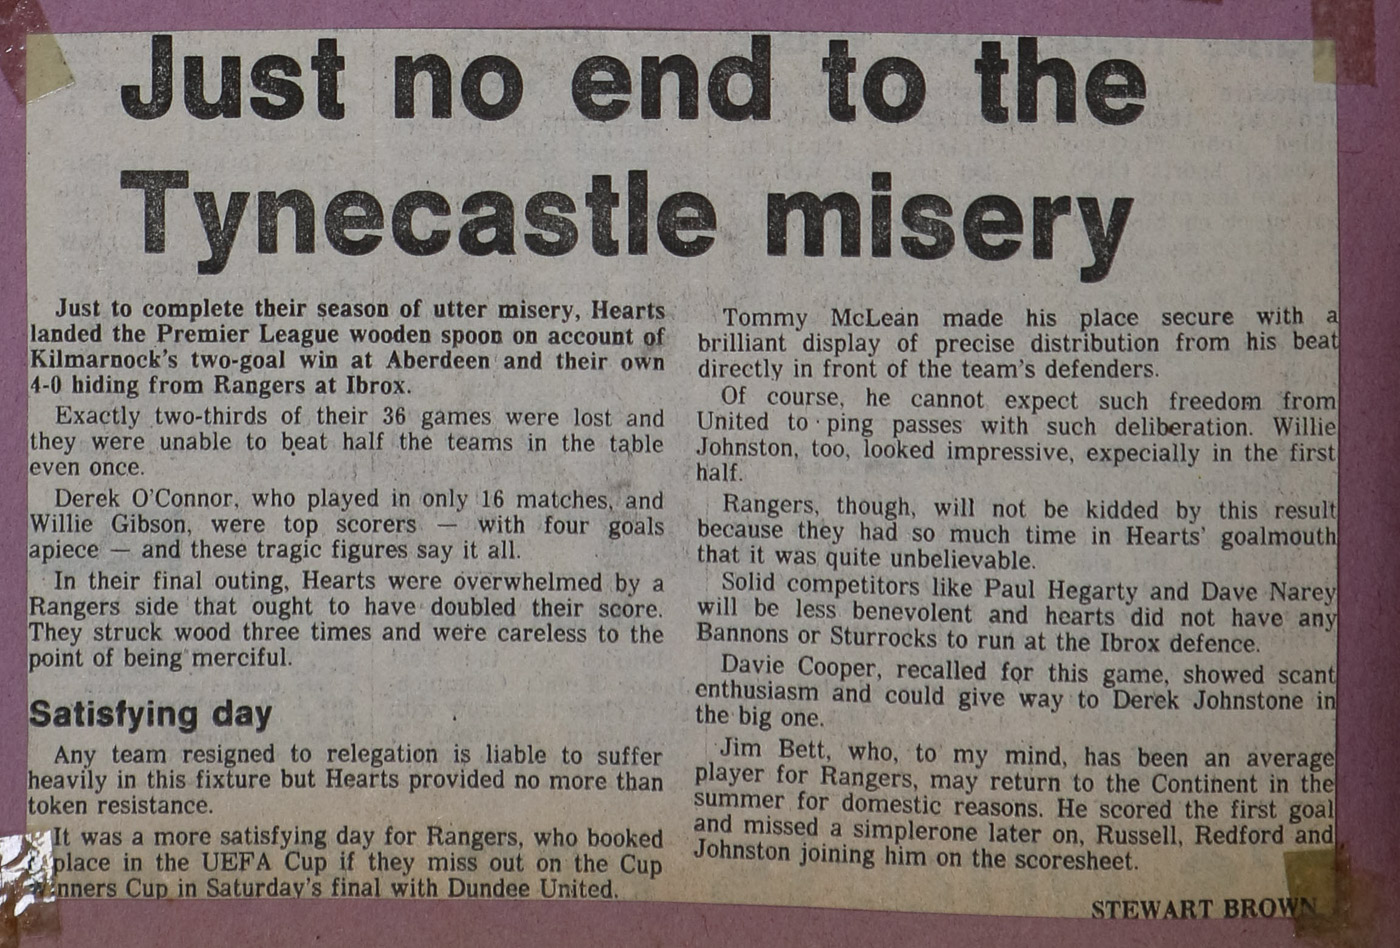 Just no end to the
Tynecastle misery
Just to complete their season of utter misery, Hearts
landed the Premier League wooden spoon on account of
Kilmarnock's two-goal win at Aberdeen and their own
4-0 hiding from Rangers at Ibrox.
Exactly two-thirds of their 36 games were lost and
they were unable to beat half the teams in the table
even once.
Derek O'Connor, who played in only 16 matches, and
Willie Gibson, were top scorers — with four goals
apiece — and these tragic figures say it all.
In their final outing, Hearts were overwhelmed by a
Rangers side that ought to have doubled their score.
They struck wood three times and were careless to the
point of being merciful.
Satisfying day
Any team resigned to relegation is liable to suffer
heavily in this fixture but Hearts provided no more than
token resistance.
It was a more satisfying day for Rangers, who booked
place in the UEFA Cup if they miss out on the Cup
inners Cup in Saturday's final with Dundee United.
Tommy McLean made his place secure with a
brilliant display of precise distribution from his beat
directly in front of the team's defenders.
Of course, he cannot expect such freedom from
United to ping passes with such deliberation. Willie
Johnston, too, looked impressive, expecially in the first
half.
Rangers, though, will not be kidded by this result
because they had so much time in Hearts' goalmouth
that it was quite unbelievable.
Solid competitors like Paul Hegarty and Dave Narey
will be less benevolent and hearts did not have any
Bannons or Sturrocks to run at the Ibrox defence.
Davie Cooper, recalled for this game, showed scant
enthusiasm and could give way to Derek Johnstone in
the big one.
Jim Bett, who, to my mind, has been an average
player for Rangers, may return to the Continent in the
summer for domestic reasons. He scored the first goal
and missed a simplerone later on, Russell, Redford and
Johnston joining him on the scoresheet.
STEWART BROWN